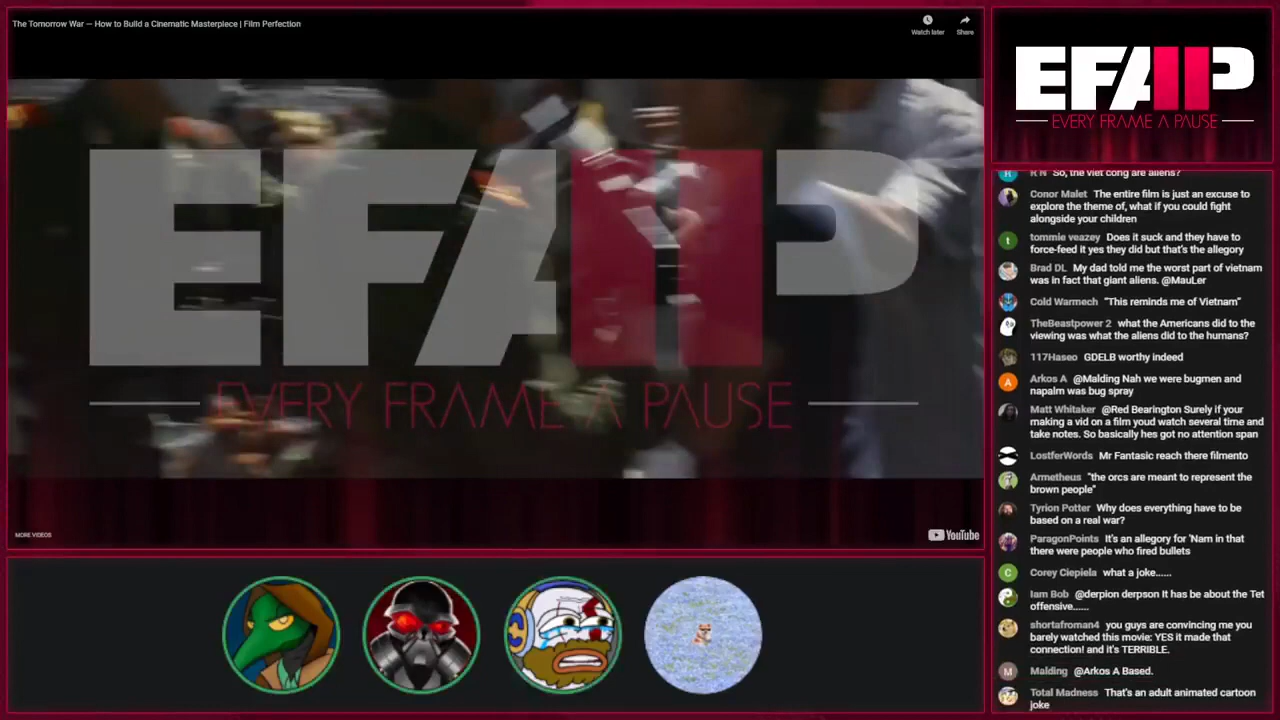 The Tomorrow War – How to Build a Cinematic Masterpiece | Film Perfection
Watch later
Share
EFAP
EVERY FRAME A PAUSE
MORE VIDEOS
YouTube
EFAP
EVERY FRAME A PAUSE
R N So, the viet cong are aliens?
Conor Malet The entire film is just an excuse to
explore the theme of, what if you could fight
alongside your children
tommie veazey Does it suck and they have to
force-feed it yes they did but that's the allegory
Brad DL My dad told me the worst part of vietnam
was in fact that giant aliens. @MauLer
Cold Warmech "This reminds me of Vietnam"
TheBeastpower 2 what the Americans did to the
viewing was what the aliens did to the humans?
117Haseo GDELB worthy indeed
Arkos A @Malding Nah we were bugmen and
napalm was bug spray
Matt Whitaker @Red Bearington Surely if your
making a vid on a film youd watch several time and
take notes. So basically hes got no attention span
LostferWords Mr Fantasic reach there filmento
Armetheus "the orcs are meant to represent the
brown people"
Tyrion Potter Why does everything have to be
based on a real war?
ParagonPoints It's an allegory for 'Nam in that
there were people who fired bullets
Corey Ciepiela what a joke......
Iam Bob @derpion derpson It has be about the Tet
offensive......
shortafroman4 you guys are convincing me you
barely watched this movie: YES it made that
connection! and it's TERRIBLE.
Malding @Arkos A Based.
Total Madness That's an adult animated cartoon
joke